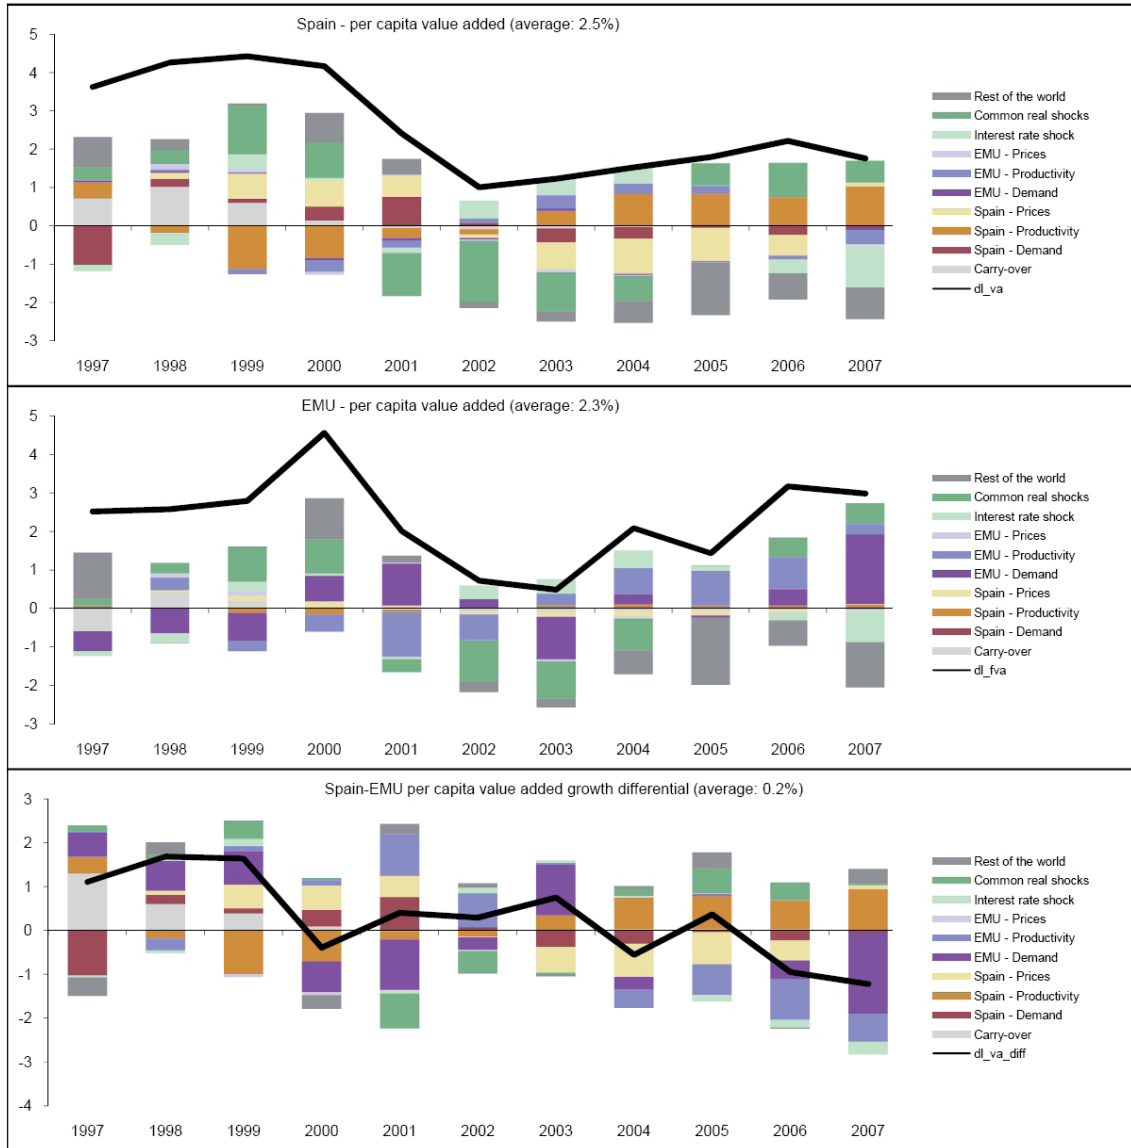 Spain - per capita value added (average: 2.5%)
5
4
3
2
1
0
-1
-2
-3
1997 1998 1999 2000 2001 2002 2003 2004 2005 2006 2007
Rest of the world
Common real shocks
Interest rate shock
EMU - Prices
EMU - Productivity
EMU - Demand
Spain - Prices
Spain - Productivity
Spain - Demand
Carry-over
dl_va
EMU - per capita value added (average: 2.3%)
5
4
3
2
1
0
-1
-2
-3
1997 1998 1999 2000 2001 2002 2003 2004 2005 2006 2007
Rest of the world
Common real shocks
Interest rate shock
EMU - Prices
EMU - Productivity
EMU - Demand
Spain - Prices
Spain - Productivity
Spain - Demand
Carry-over
dl_fva
Spain-EMU per capita value added growth differential (average: 0.2%)
3
2
1
0
-1
-2
-3
-4
1997 1998 1999 2000 2001 2002 2003 2004 2005 2006 2007
Rest of the world
Common real shocks
Interest rate shock
EMU - Prices
EMU - Productivity
EMU - Demand
Spain - Prices
Spain - Productivity
Spain - Demand
Carry-over
dl_va_diff